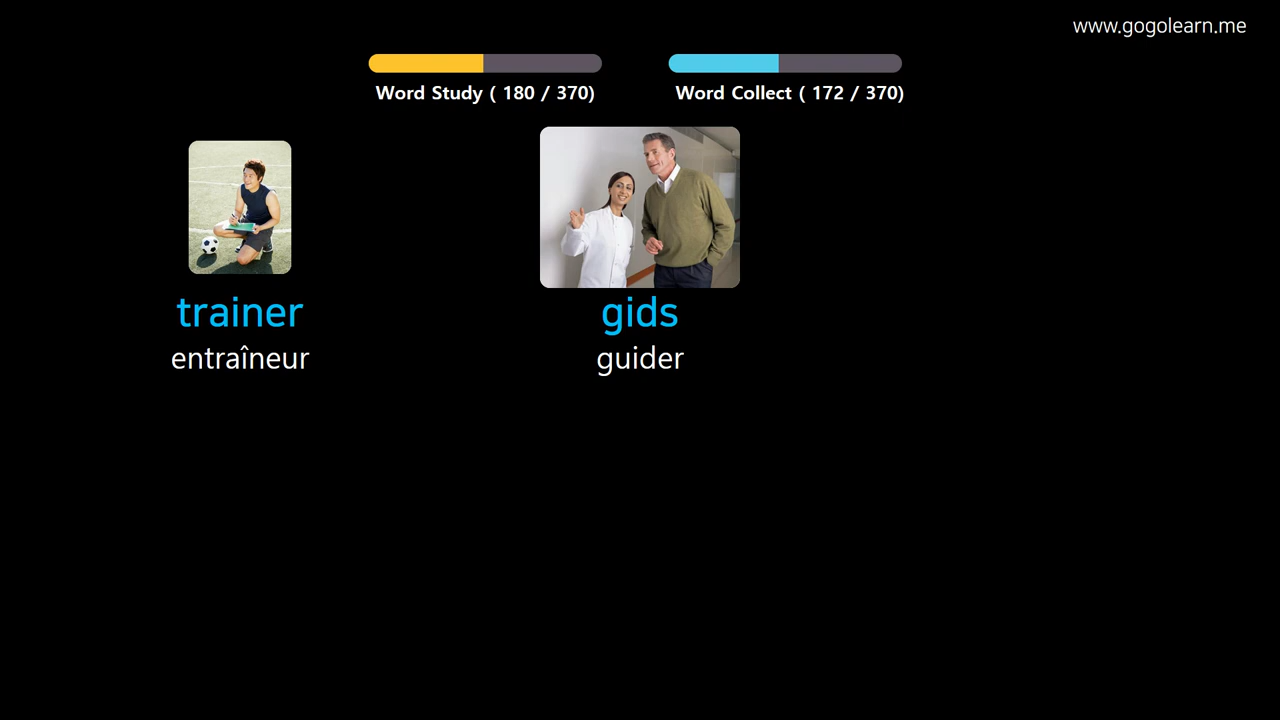 www.gogolearn.me
Word Study ( 180 / 370)
Word Collect ( 172 / 370)
trainer
entraîneur
gids
guider